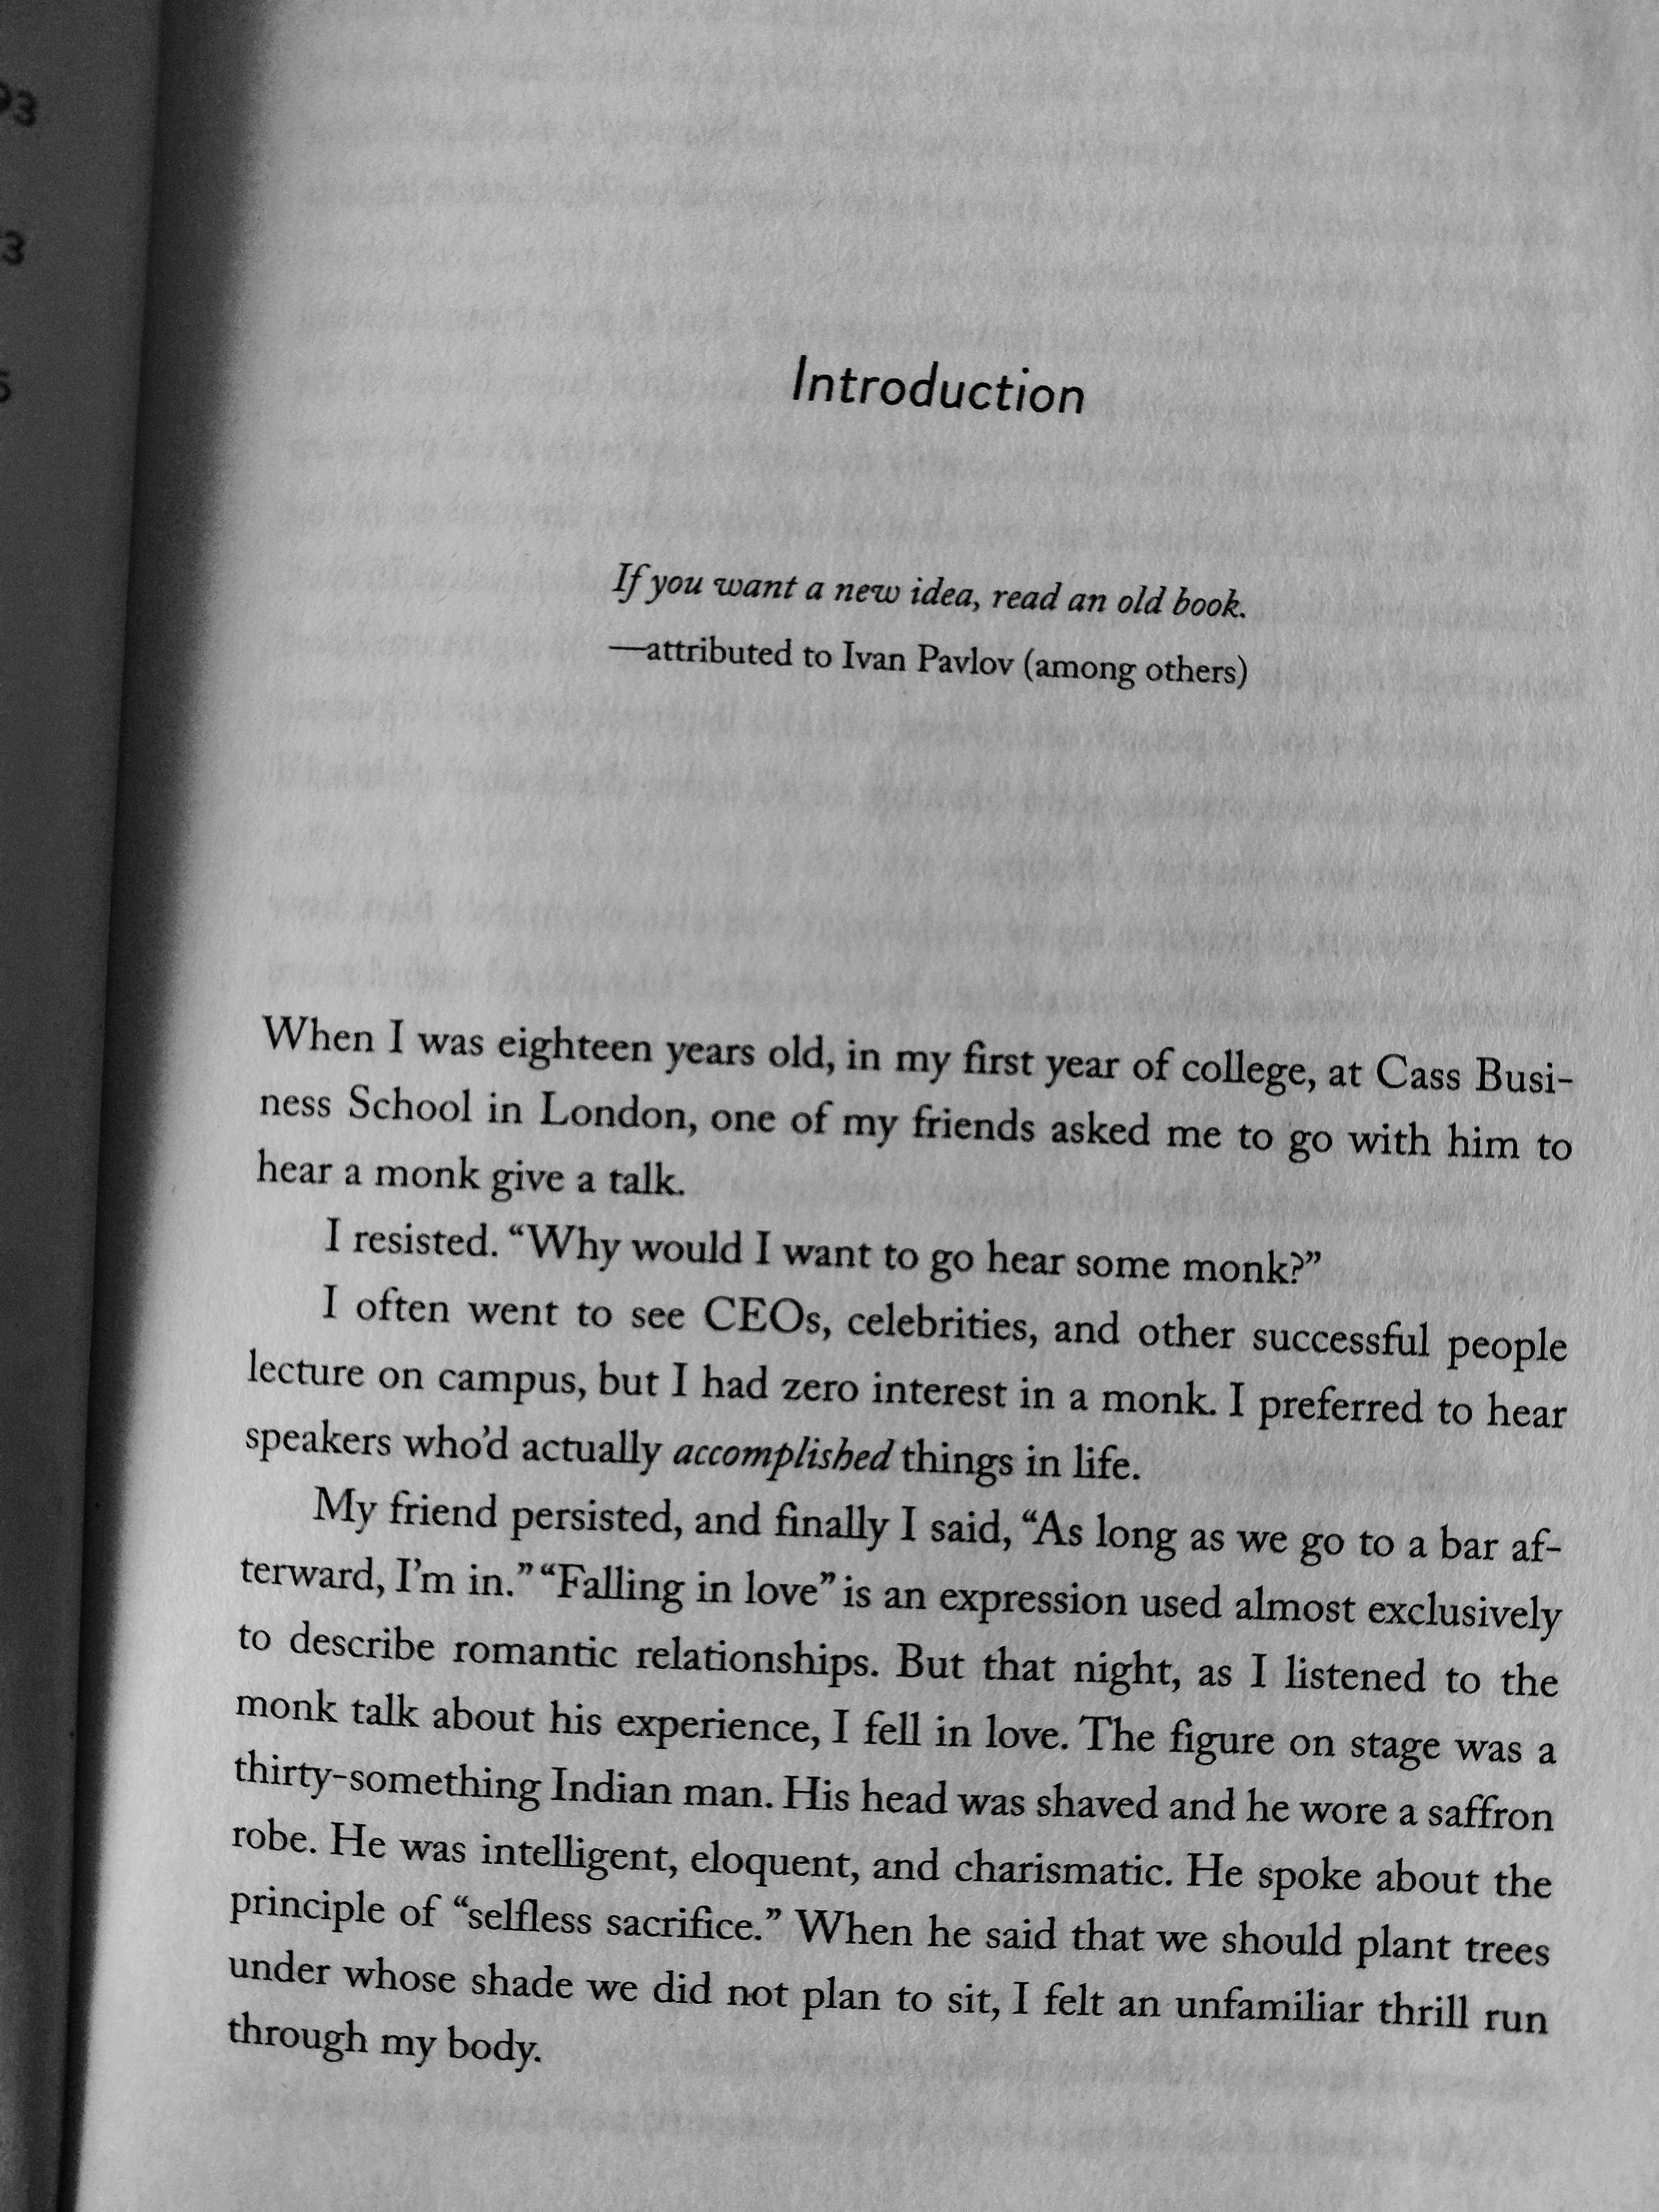 93
3
5
Introduction
If you want a new idea, read an old book.
—attributed to Ivan Pavlov (among others)
When I was eighteen years old, in my first year of college, at Cass Busi-
ness School in London, one of my friends asked me to go with him to
hear a monk give a talk.
I resisted. “Why would I want to go hear some monk?”
I often went to see CEOs, celebrities, and other successful people
lecture on campus, but I had zero interest in a monk. I preferred to hear
speakers who’d actually accomplished things in life.
My friend persisted, and finally I said, “As long as we go to a bar af-
terward, I’m in.” “Falling in love” is an expression used almost exclusively
to describe romantic relationships. But that night, as I listened to the
monk talk about his experience, I fell in love. The figure on stage was a
thirty-something Indian man. His head was shaved and he wore a saffron
robe. He was intelligent, eloquent, and charismatic. He spoke about the
principle of “selfless sacrifice.” When he said that we should plant trees
under whose shade we did not plan to sit, I felt an unfamiliar thrill run
through my body.